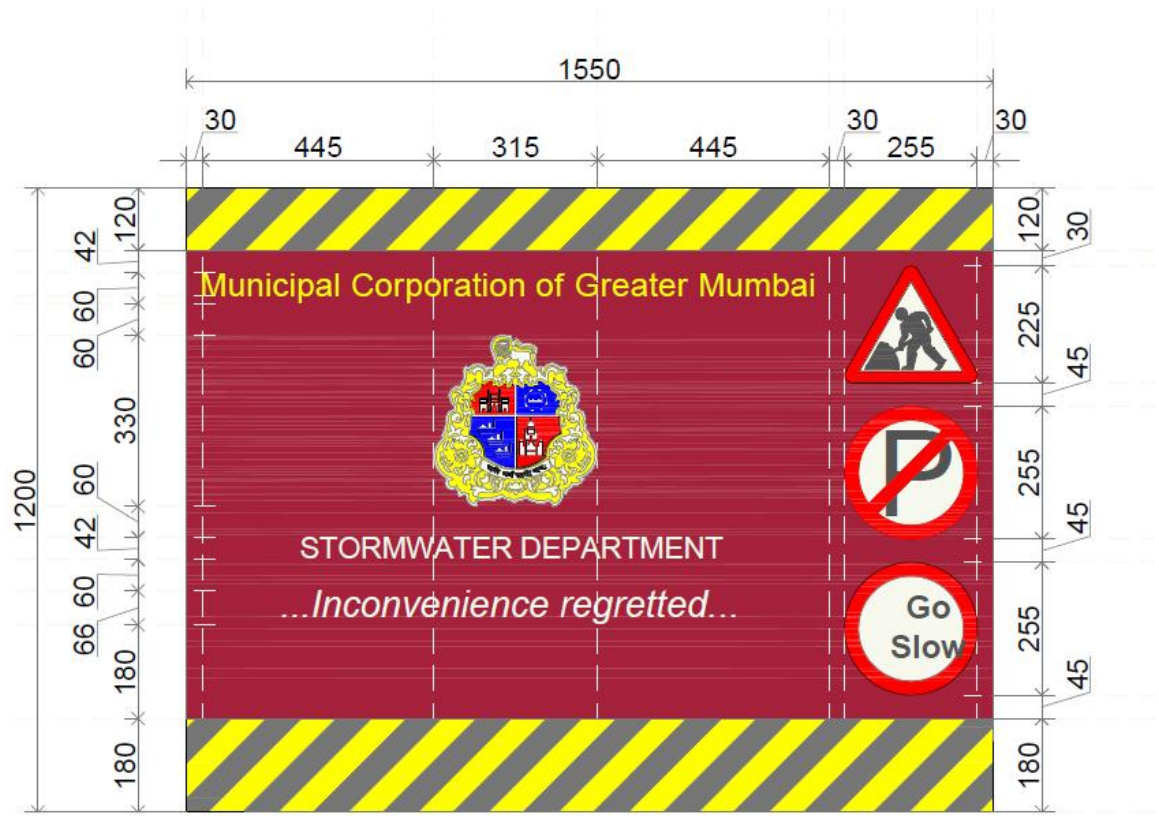 1550
30 30 30
445 315 445 255
120
42
60
60
330
60
42
60
66
180
180
1200
Municipal Corporation of Greater Mumbai
STORMWATER DEPARTMENT
...Inconvenience regretted...
P
Go
Slow
120
30
225
45
255
45
255
45
180